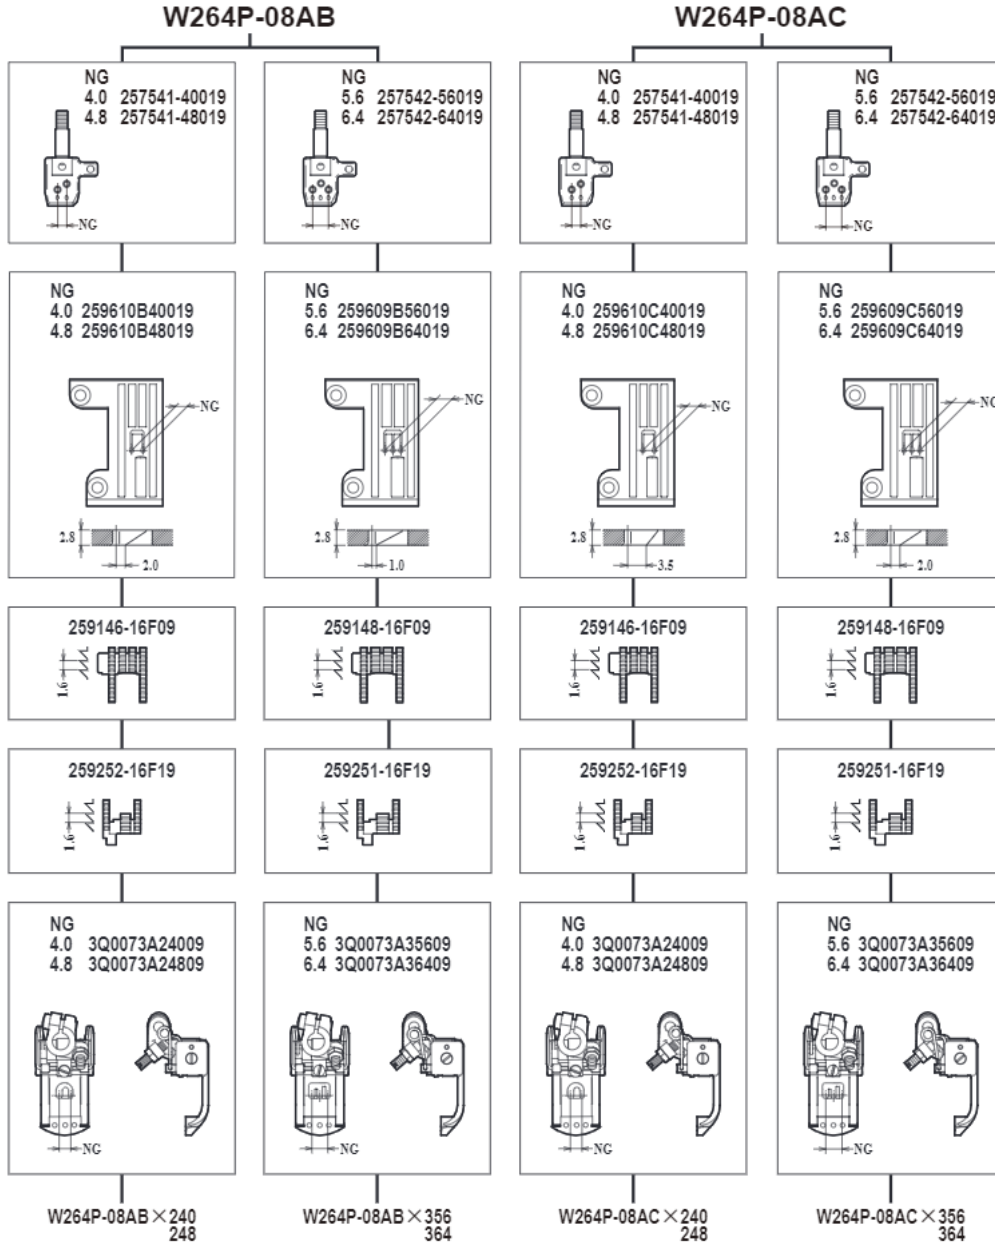 W264P-08AB
W264P-08AC
NG
4.0 257541-40019
4.8 257541-48019
NG
NG
5.6 257542-56019
6.4 257542-64019
NG
NG
4.0 257541-40019
4.8 257541-48019
NG
NG
5.6 257542-56019
6.4 257542-64019
NG
NG
4.0 259610B40019
4.8 259610B48019
NG
2.8
2.0
NG
5.6 259609B56019
6.4 259609B64019
NG
2.8
1.0
NG
4.0 259610C40019
4.8 259610C48019
NG
2.8
3.5
NG
5.6 259609C56019
6.4 259609C64019
NG
2.8
2.0
259146-16F09
1.6
259148-16F09
1.6
259146-16F09
1.6
259148-16F09
1.6
259252-16F19
1.6
259251-16F19
1.6
259252-16F19
1.6
259251-16F19
1.6
NG
4.0 3Q0073A24009
4.8 3Q0073A24809
NG
NG
5.6 3Q0073A35609
6.4 3Q0073A36409
NG
NG
4.0 3Q0073A24009
4.8 3Q0073A24809
NG
NG
5.6 3Q0073A35609
6.4 3Q0073A36409
NG
W264P-08AB×240
248
W264P-08AB×356
364
W264P-08AC×240
248
W264P-08AC×356
364